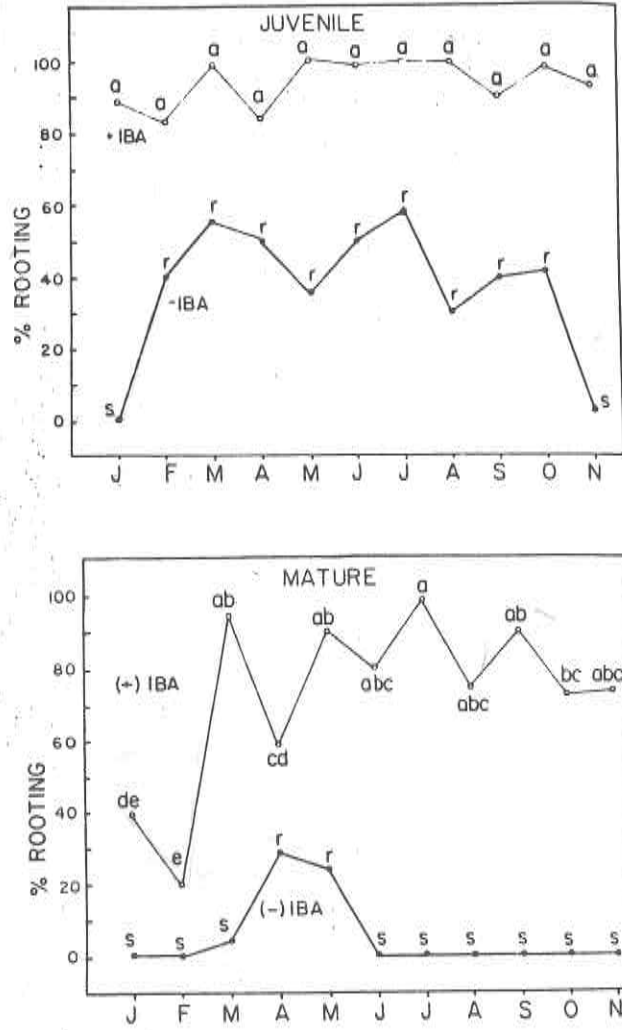 JUVENILE
a a a a a a a a a a a
100
80
60
40
20
0
% ROOTING
+ IBA
r r r r r r r r r
-IBA
s s
J F M A M J J A S O N
MATURE
100
80
60
40
20
0
% ROOTING
(+) IBA
de e ab cd ab abc a abc ab bc abc
r r
(-) IBA
s s s s s s s s s
J F M A M J J A S O N